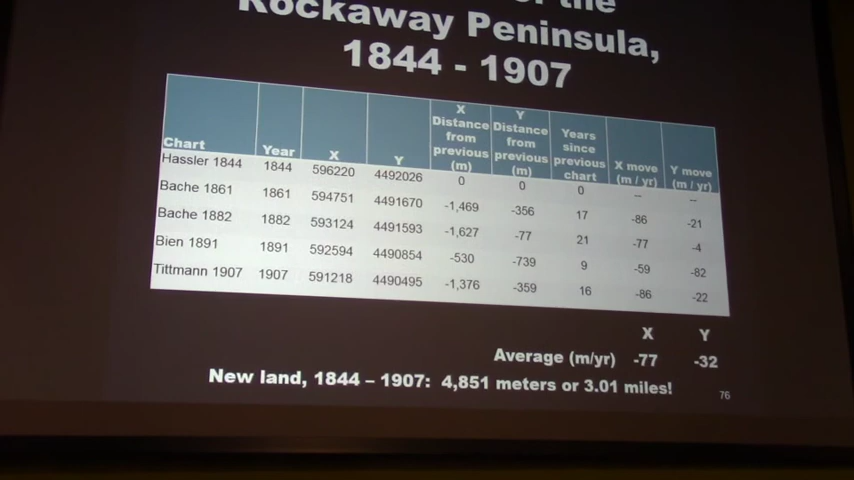 the
Rockaway Peninsula,
1844 - 1907
Chart Year X Y X Distance from previous (m) Y Distance from previous (m) Years since previous chart X move (m / yr) Y move (m / yr)
Hassler 1844 1844 596220 4492026 0 0 0 -- --
Bache 1861 1861 594751 4491670 -1,469 -356 17 -86 -21
Bache 1882 1882 593124 4491593 -1,627 -77 21 -77 -4
Bien 1891 1891 592594 4490854 -530 -739 9 -59 -82
Tittmann 1907 1907 591218 4490495 -1,376 -359 16 -86 -22
X Y
Average (m/yr) -77 -32
New land, 1844 – 1907: 4,851 meters or 3.01 miles!
76